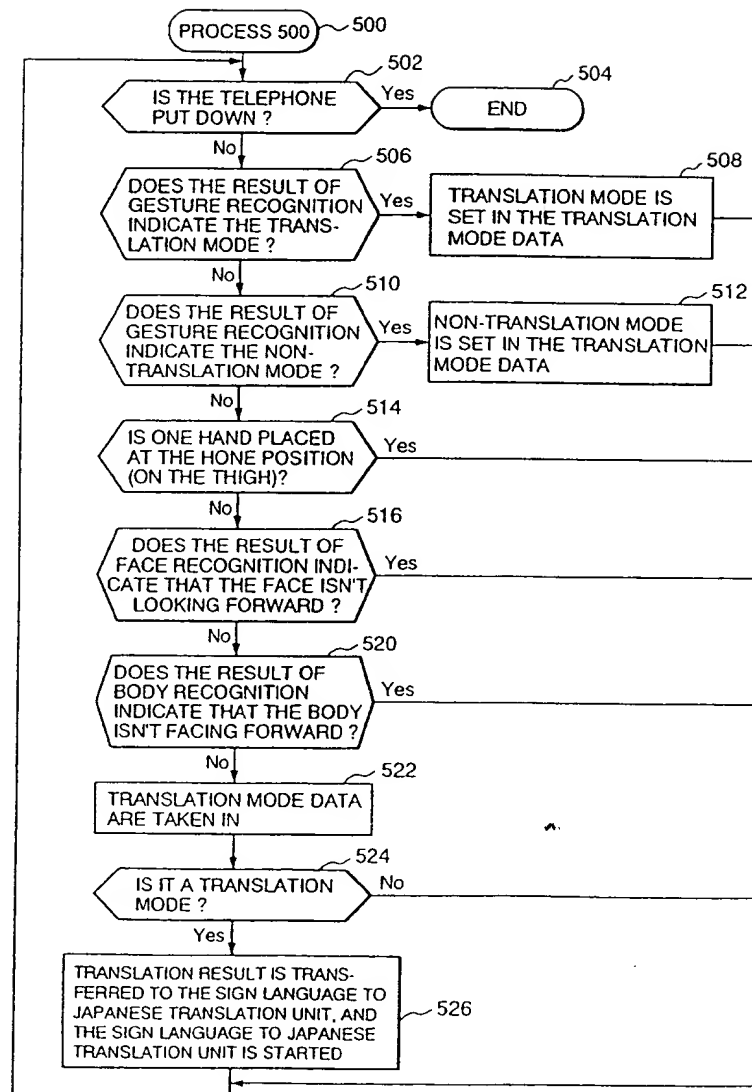 PROCESS 500
500
502
IS THE TELEPHONE
PUT DOWN ?
Yes
504
END
No
506
DOES THE RESULT OF
GESTURE RECOGNITION
INDICATE THE TRANS-
LATION MODE ?
Yes
508
TRANSLATION MODE IS
SET IN THE TRANSLATION
MODE DATA
No
510
DOES THE RESULT OF
GESTURE RECOGNITION
INDICATE THE NON-
TRANSLATION MODE ?
Yes
512
NON-TRANSLATION MODE
IS SET IN THE TRANSLATION
MODE DATA
No
514
IS ONE HAND PLACED
AT THE HONE POSITION
(ON THE THIGH)?
Yes
No
516
DOES THE RESULT OF
FACE RECOGNITION INDI-
CATE THAT THE FACE ISN'T
LOOKING FORWARD ?
Yes
No
520
DOES THE RESULT OF
BODY RECOGNITION
INDICATE THAT THE BODY
ISN'T FACING FORWARD ?
Yes
No
522
TRANSLATION MODE DATA
ARE TAKEN IN
524
IS IT A TRANSLATION
MODE ?
No
Yes
TRANSLATION RESULT IS TRANS-
FERRED TO THE SIGN LANGUAGE TO
JAPANESE TRANSLATION UNIT, AND
THE SIGN LANGUAGE TO JAPANESE
TRANSLATION UNIT IS STARTED
526